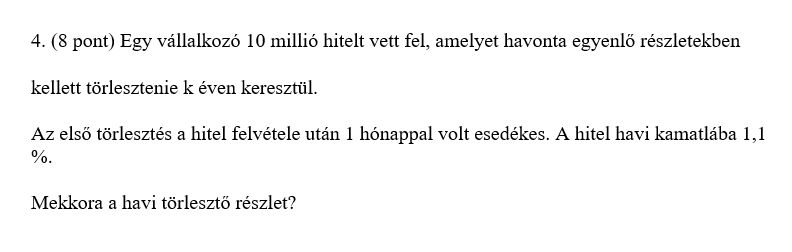 4. (8 pont) Egy vállalkozó 10 millió hitelt vett fel, amelyet havonta egyenlő részletekben
kellett törlesztenie k éven keresztül.
Az első törlesztés a hitel felvétele után 1 hónappal volt esedékes. A hitel havi kamatlába 1,1
%.
Mekkora a havi törlesztő részlet?